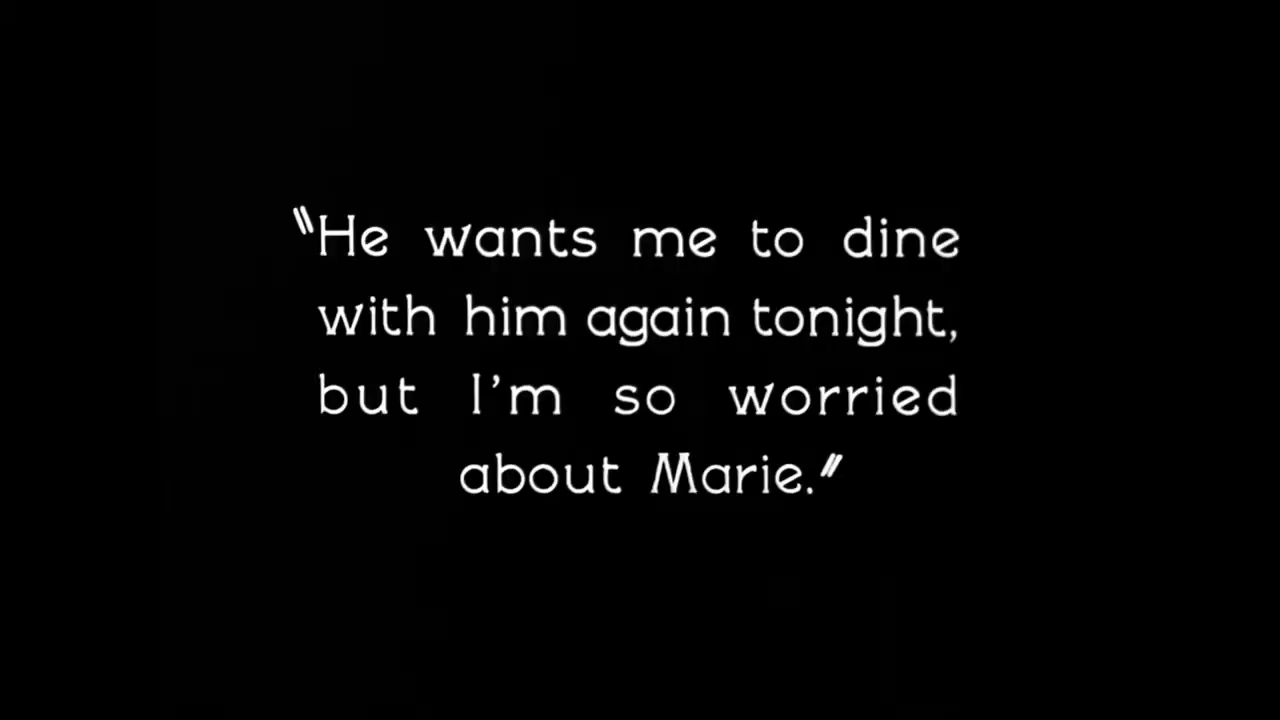 "He wants me to dine
with him again tonight,
but I'm so worried
about Marie."